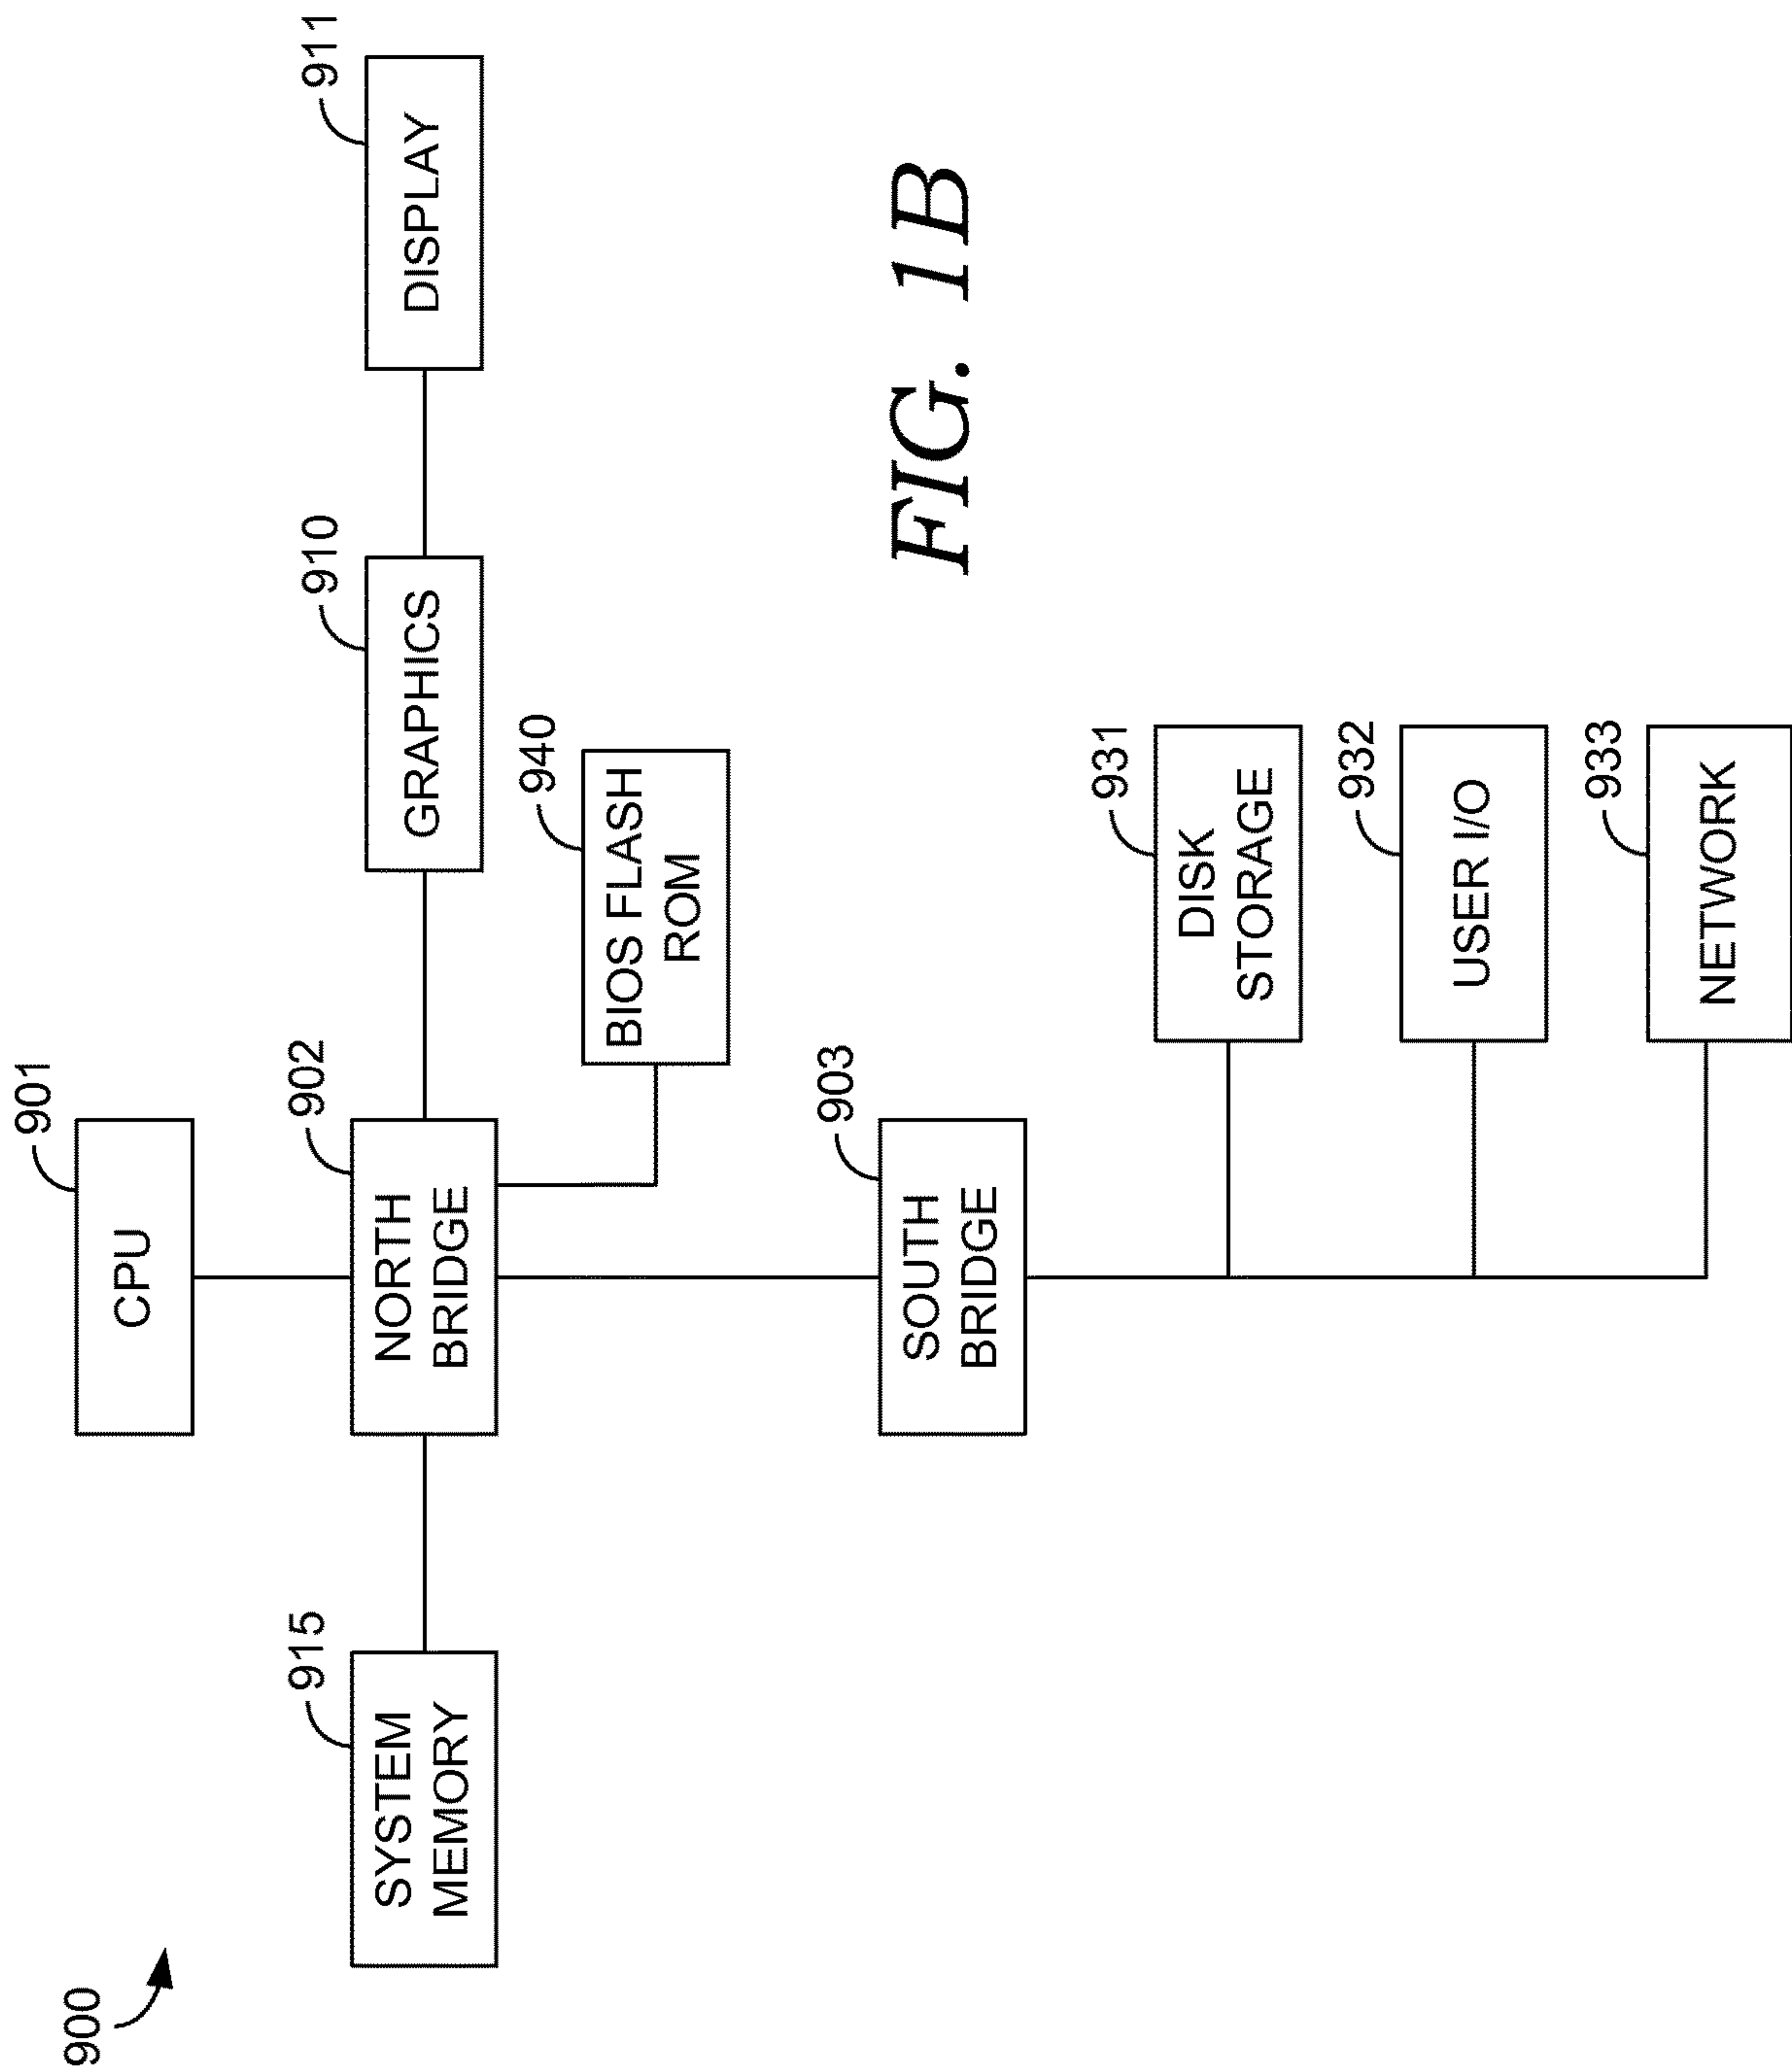 900
901
CPU
915
SYSTEM
MEMORY
902
NORTH
BRIDGE
910
GRAPHICS
911
DISPLAY
940
BIOS FLASH
ROM
903
SOUTH
BRIDGE
931
DISK
STORAGE
932
USER I/O
933
NETWORK
FIG. 1B